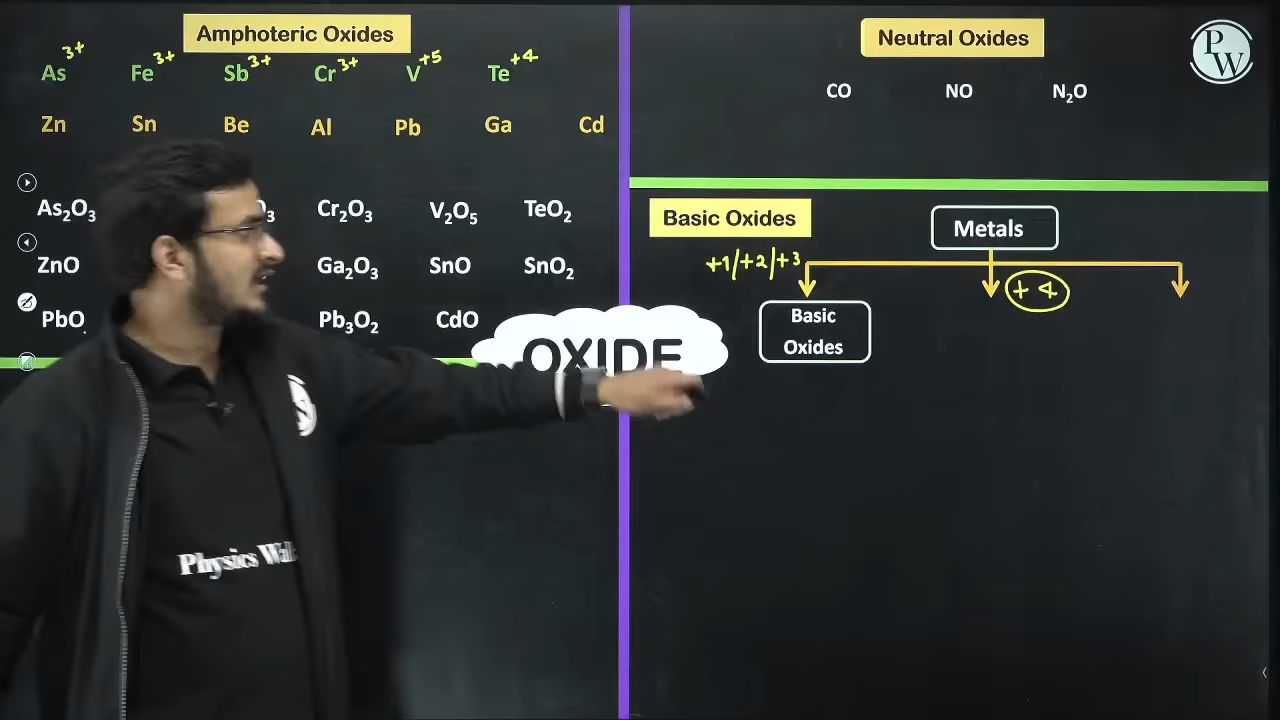 Amphoteric Oxides
As³⁺ Fe³⁺ Sb³⁺ Cr³⁺ V⁺⁵ Te⁺⁴
Zn Sn Be Al Pb Ga Cd
As₂O₃ O₃ Cr₂O₃ V₂O₅ TeO₂
ZnO Ga₂O₃ SnO SnO₂
PbO Pb₃O₂ CdO
OXIDE
Neutral Oxides
CO NO N₂O
PW
Basic Oxides
Metals
+1/+2/+3
+4
Basic
Oxides
Physics